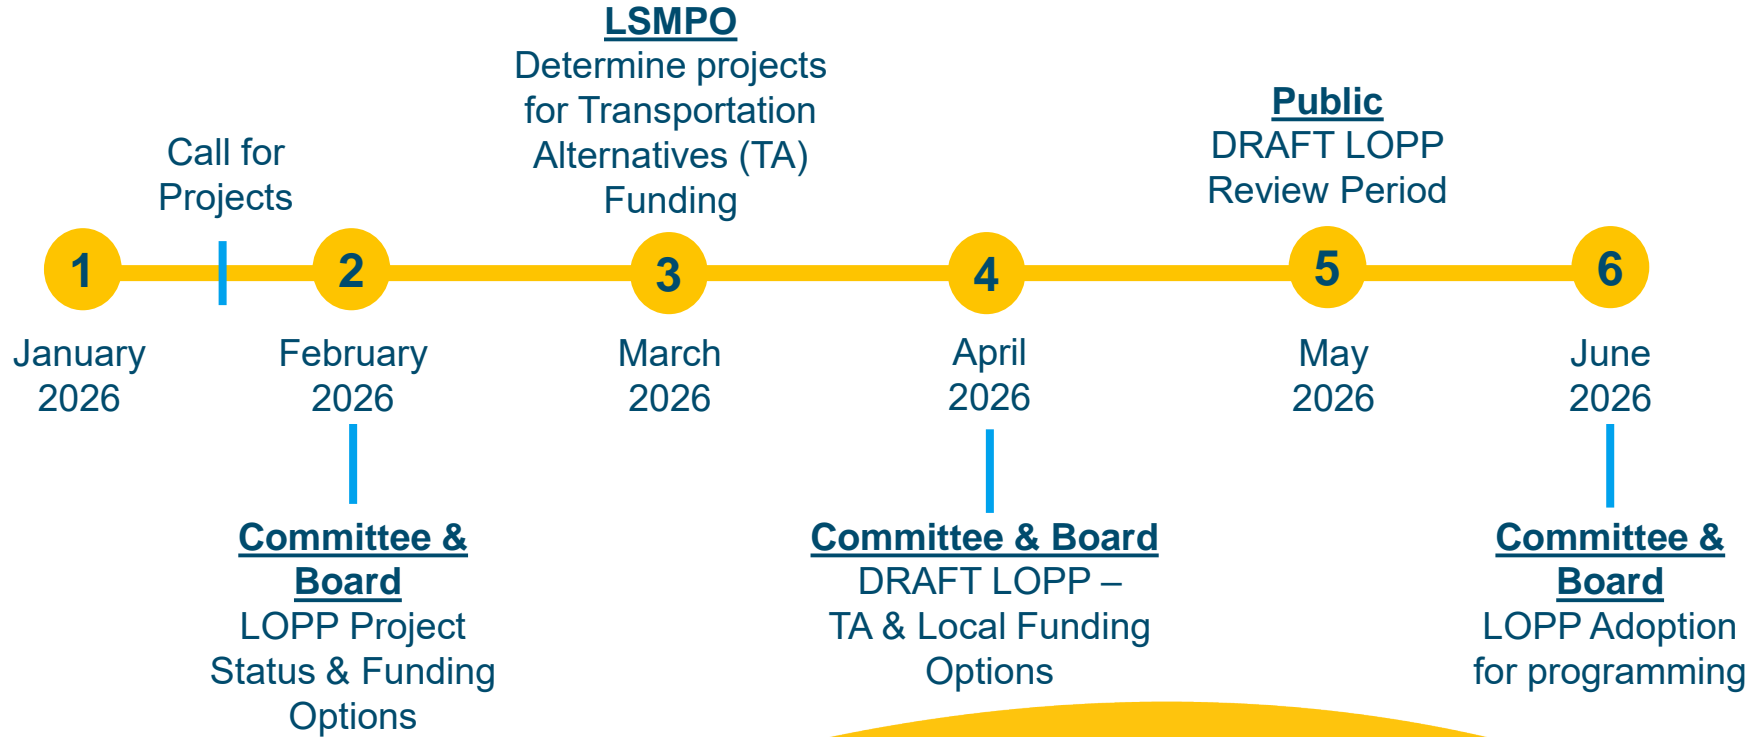 LSMPO
Determine projects
for Transportation
Alternatives (TA)
Funding
Public
DRAFT LOPP
Review Period
Call for
Projects
1
2
3
4
5
6
January
2026
February
2026
March
2026
April
2026
May
2026
June
2026
Committee &
Board
LOPP Project
Status & Funding
Options
Committee & Board
DRAFT LOPP –
TA & Local Funding
Options
Committee &
Board
LOPP Adoption
for programming